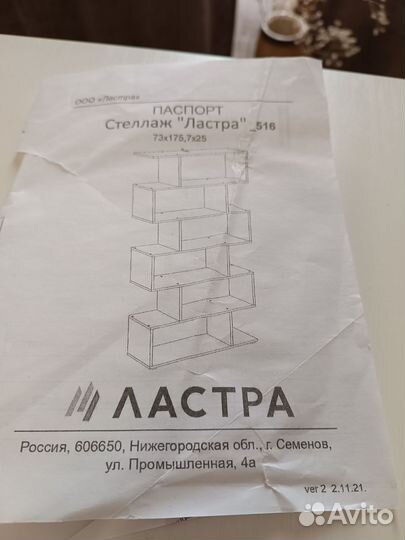 ООО «Ластра»
ПАСПОРТ
Стеллаж "Ластра" _516
73х175,7х25
ЛАСТРА
Россия, 606650, Нижегородская обл., г. Семенов,
ул. Промышленная, 4а
ver 2 2.11.21.
Avito